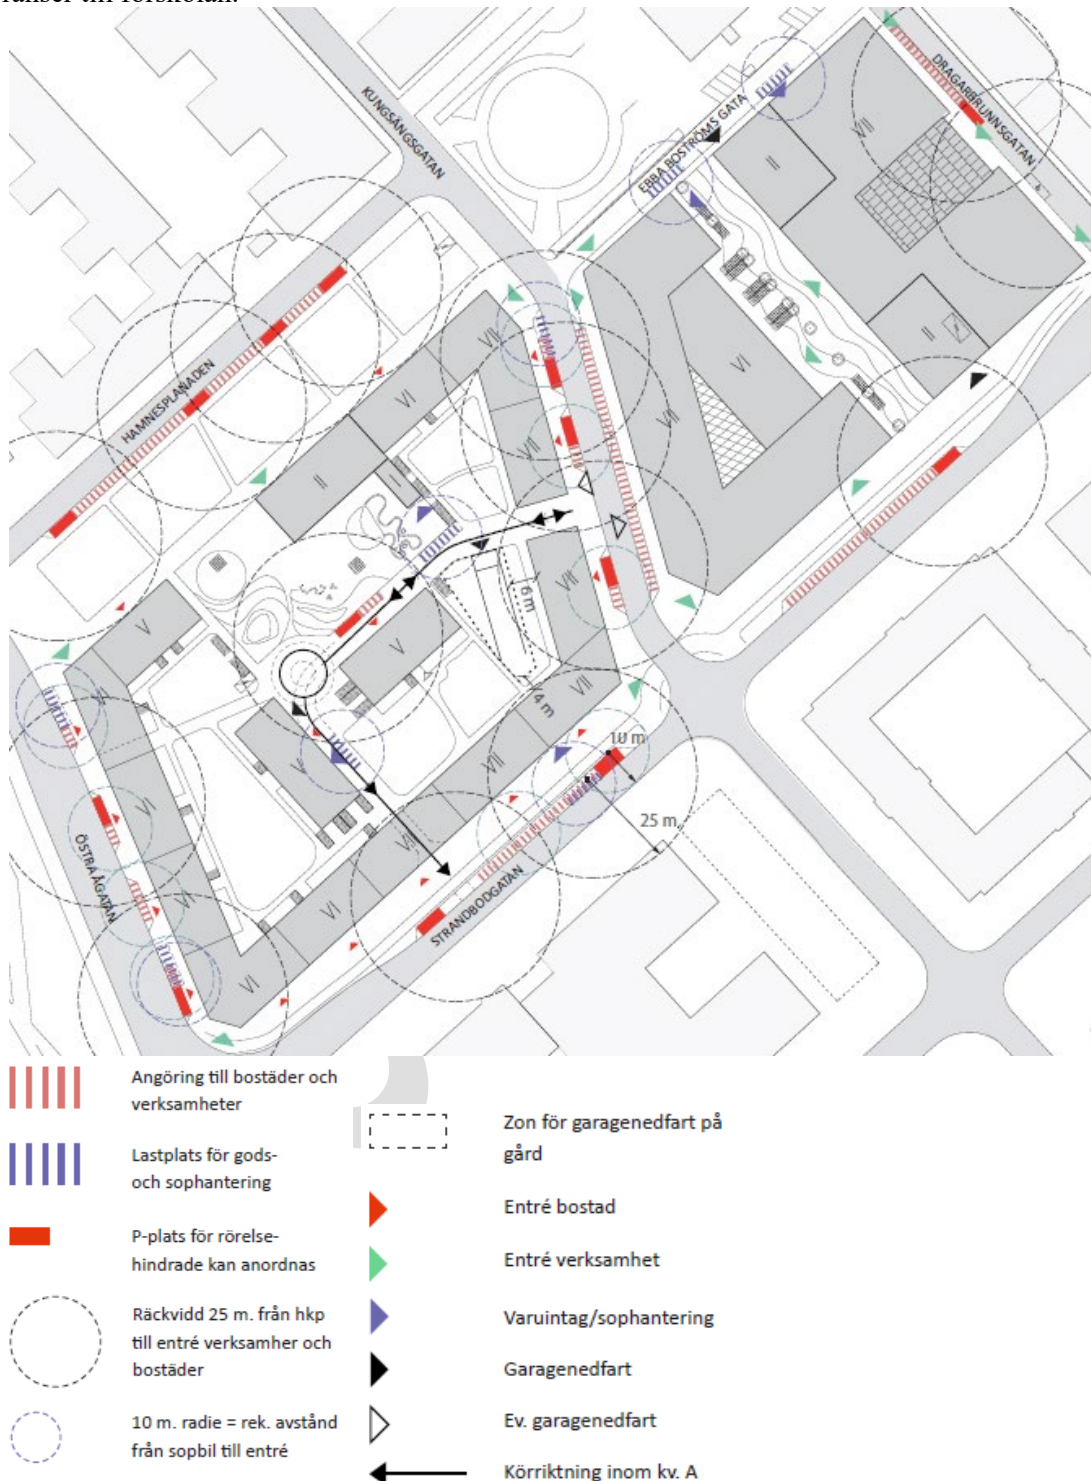 KUNGSÄNGSGATAN
DRAGARBRUNNSGATAN
EBBA BOSTRÖMS GATA
VII
II
HAMNESPLANADEN
VII
VI
VI
II
II
VII
VII
I
6 m
VII
V
V
VII
4 m
VI
V
VII
10 m
25 m
VI
VII
ÖSTRA ÅGATAN
VI
VI
STRANDBODGATAN
VI
Angöring till bostäder och
verksamheter
Lastplats för gods-
och sophantering
P-plats för rörelse-
hindrade kan anordnas
Räckvidd 25 m. från hkp
till entré verksamher och
bostäder
10 m. radie = rek. avstånd
från sopbil till entré
Zon för garagenedfart på
gård
Entré bostad
Entré verksamhet
Varuintag/sophantering
Garagenedfart
Ev. garagenedfart
Körriktning inom kv. A